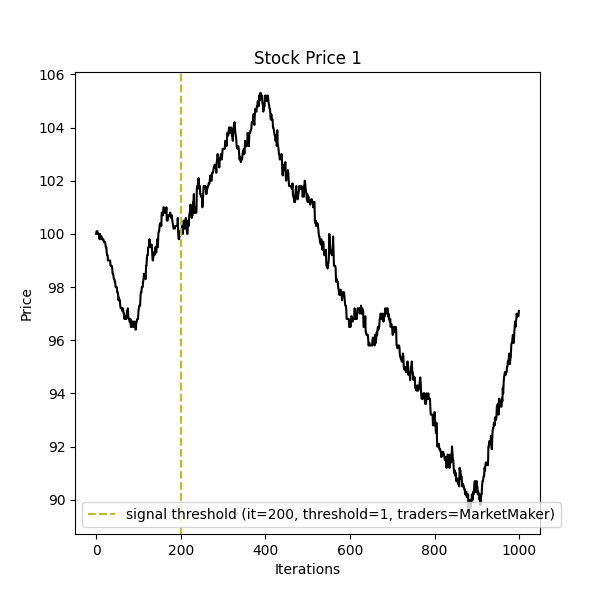 Stock Price 1
106
104
102
100
98
96
94
92
90
Price
signal threshold (it=200, threshold=1, traders=MarketMaker)
0 200 400 600 800 1000
Iterations